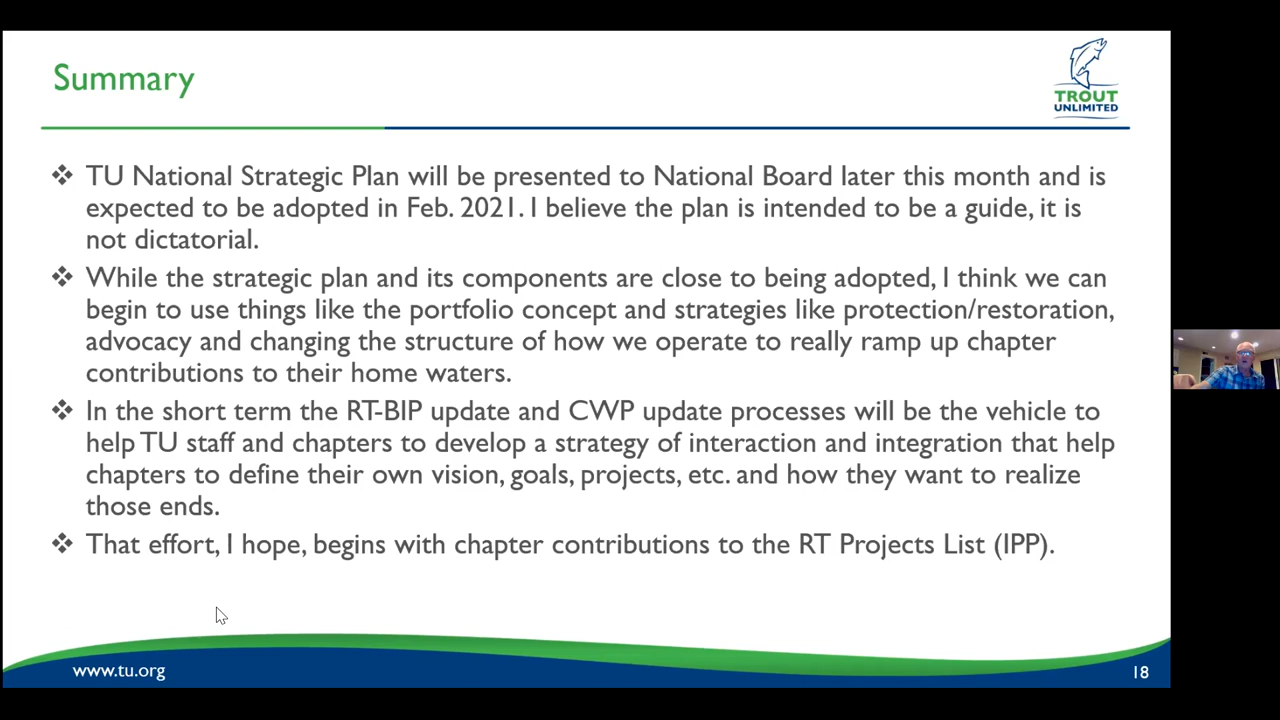 Summary
TROUT
UNLIMITED
❖ TU National Strategic Plan will be presented to National Board later this month and is
expected to be adopted in Feb. 2021. I believe the plan is intended to be a guide, it is
not dictatorial.
❖ While the strategic plan and its components are close to being adopted, I think we can
begin to use things like the portfolio concept and strategies like protection/restoration,
advocacy and changing the structure of how we operate to really ramp up chapter
contributions to their home waters.
❖ In the short term the RT-BIP update and CWP update processes will be the vehicle to
help TU staff and chapters to develop a strategy of interaction and integration that help
chapters to define their own vision, goals, projects, etc. and how they want to realize
those ends.
❖ That effort, I hope, begins with chapter contributions to the RT Projects List (IPP).
www.tu.org
18